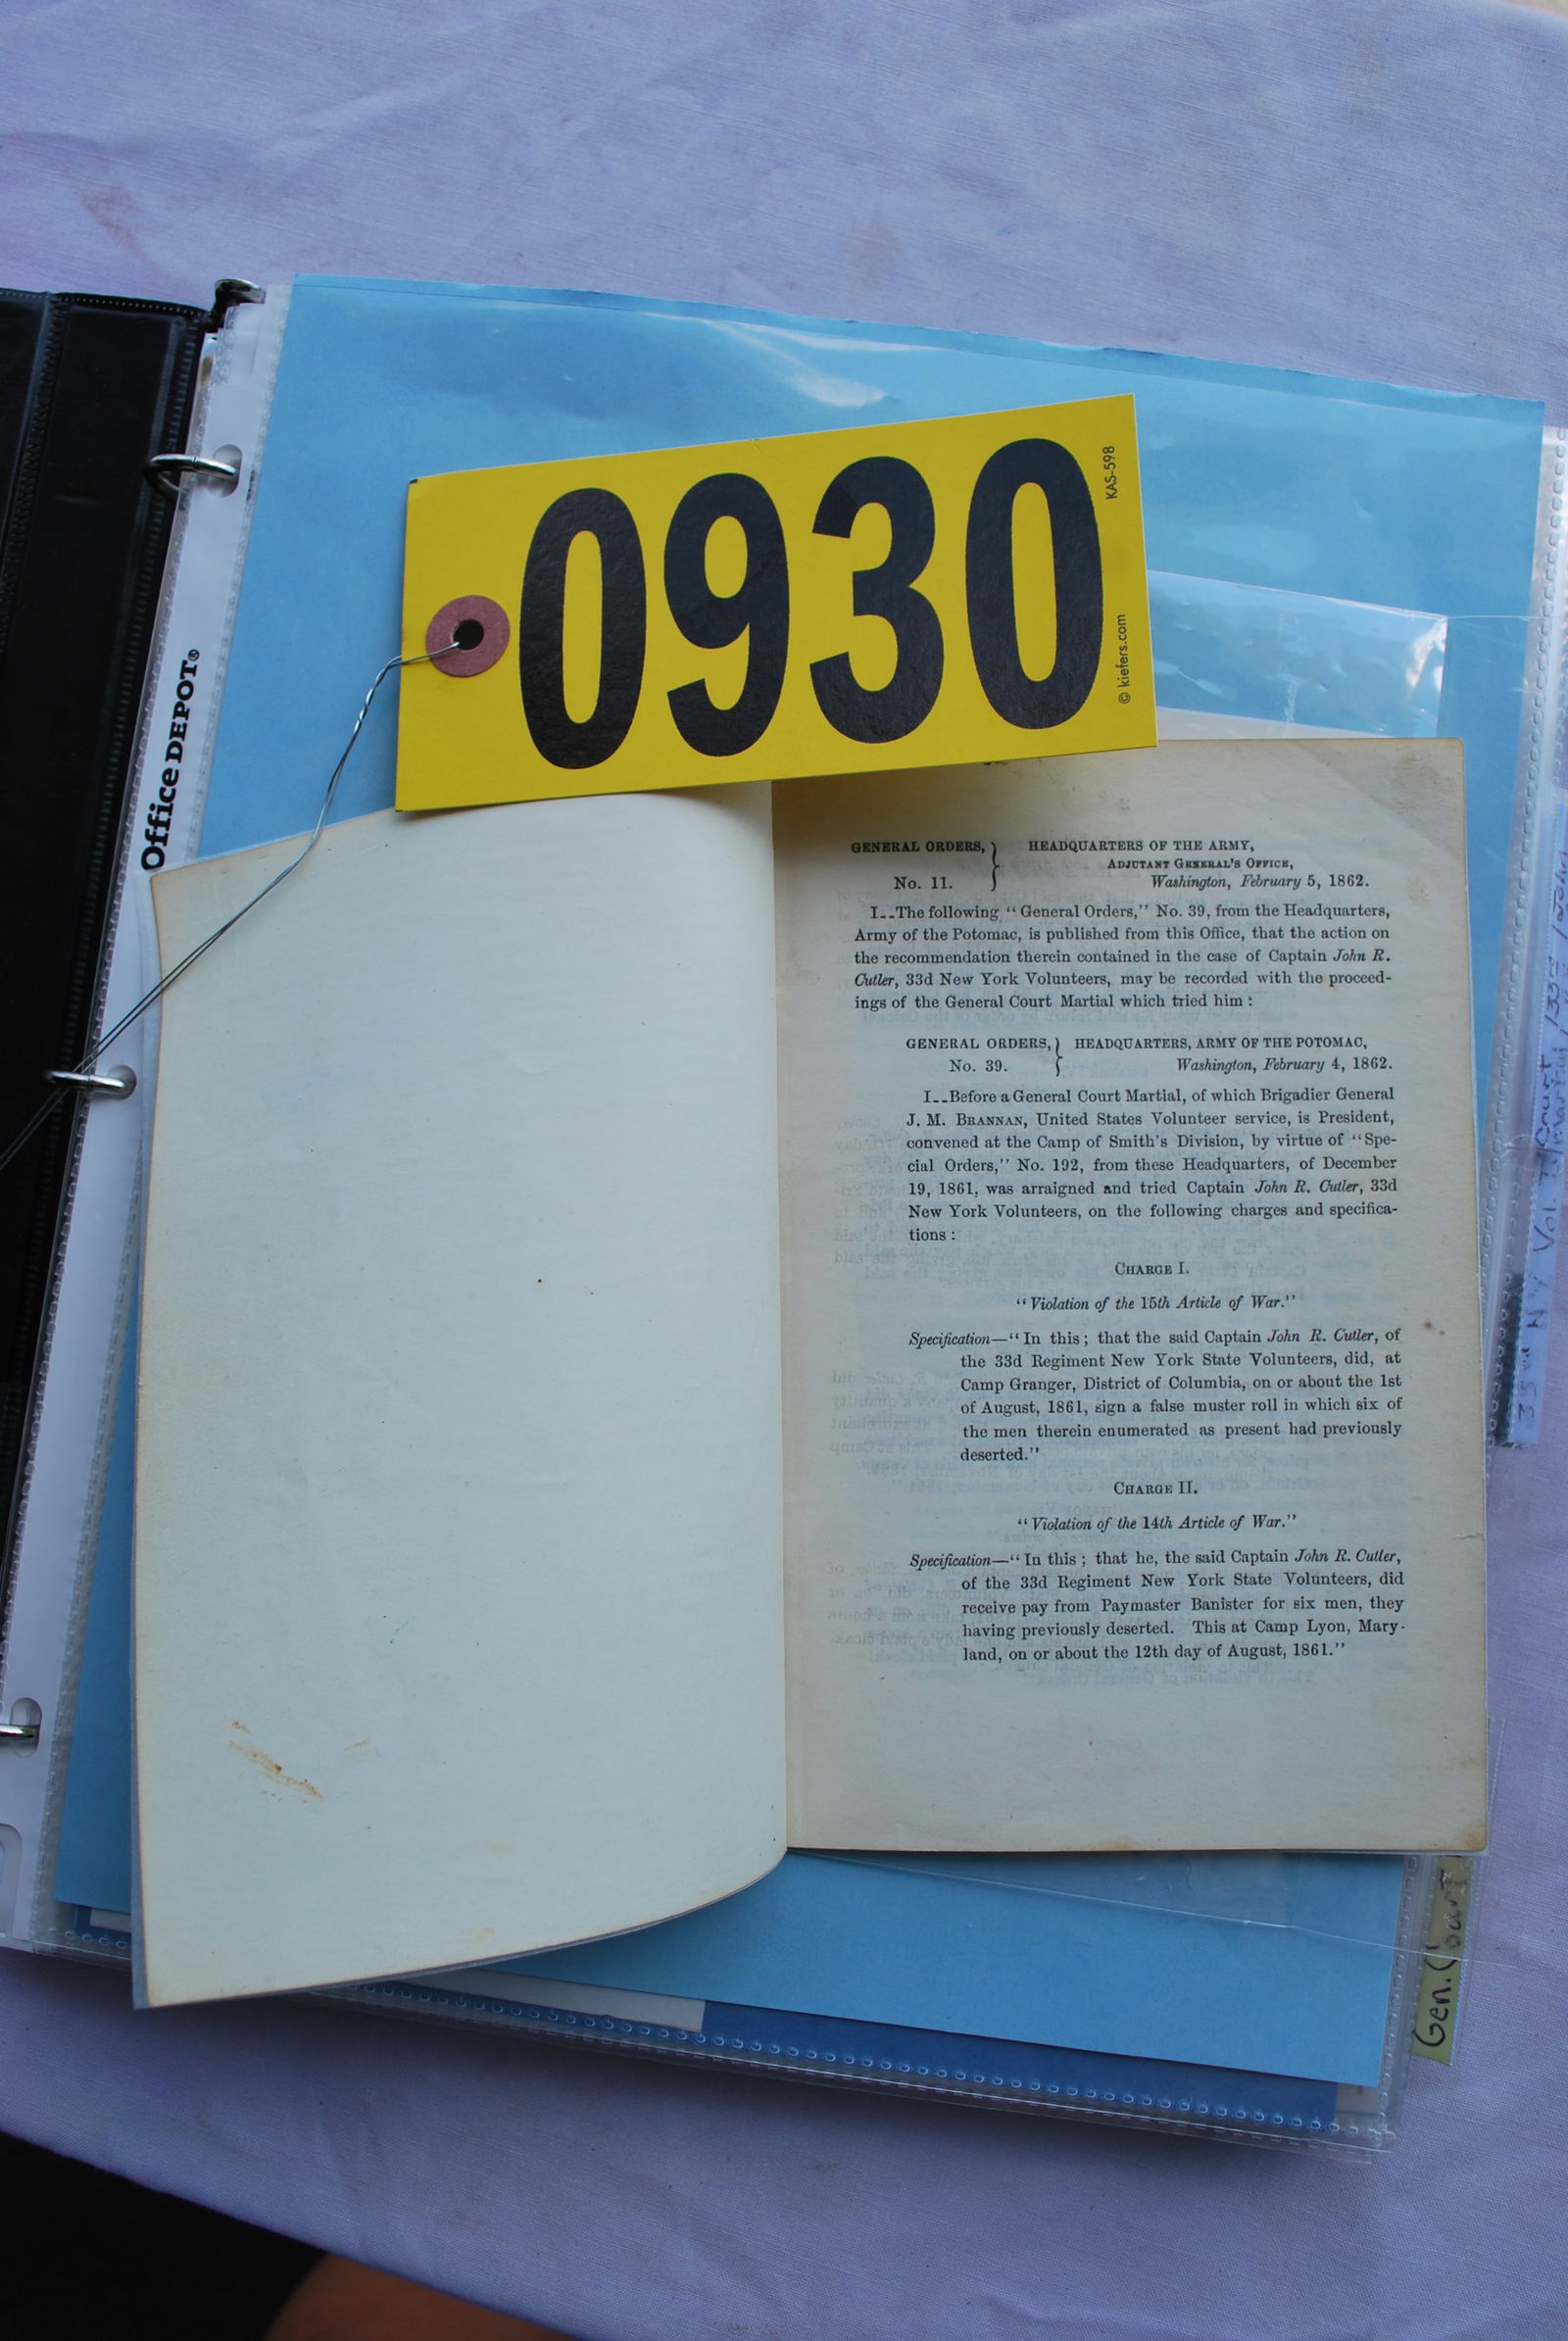 0930
KAS-598
© kiefers.com
Office DEPOT®
GENERAL ORDERS, } HEADQUARTERS OF THE ARMY,
ADJUTANT GENERAL'S OFFICE,
No. 11. Washington, February 5, 1862.
I--The following "General Orders," No. 39, from the Headquarters,
Army of the Potomac, is published from this Office, that the action on
the recommendation therein contained in the case of Captain John R.
Cutler, 33d New York Volunteers, may be recorded with the proceed-
ings of the General Court Martial which tried him :
GENERAL ORDERS, } HEADQUARTERS, ARMY OF THE POTOMAC,
No. 39. Washington, February 4, 1862.
I--Before a General Court Martial, of which Brigadier General
J. M. BRANNAN, United States Volunteer service, is President,
convened at the Camp of Smith's Division, by virtue of "Spe-
cial Orders," No. 192, from these Headquarters, of December
19, 1861, was arraigned and tried Captain John R. Cutler, 33d
New York Volunteers, on the following charges and specifica-
tions :
CHARGE I.
"Violation of the 15th Article of War."
Specification—"In this ; that the said Captain John R. Cutler, of
the 33d Regiment New York State Volunteers, did, at
Camp Granger, District of Columbia, on or about the 1st
of August, 1861, sign a false muster roll in which six of
the men therein enumerated as present had previously
deserted."
CHARGE II.
"Violation of the 14th Article of War."
Specification—"In this ; that he, the said Captain John R. Cutler,
of the 33d Regiment New York State Volunteers, did
receive pay from Paymaster Banister for six men, they
having previously deserted. This at Camp Lyon, Mary-
land, on or about the 12th day of August, 1861."
33rd NY Vol. Court
Gen.